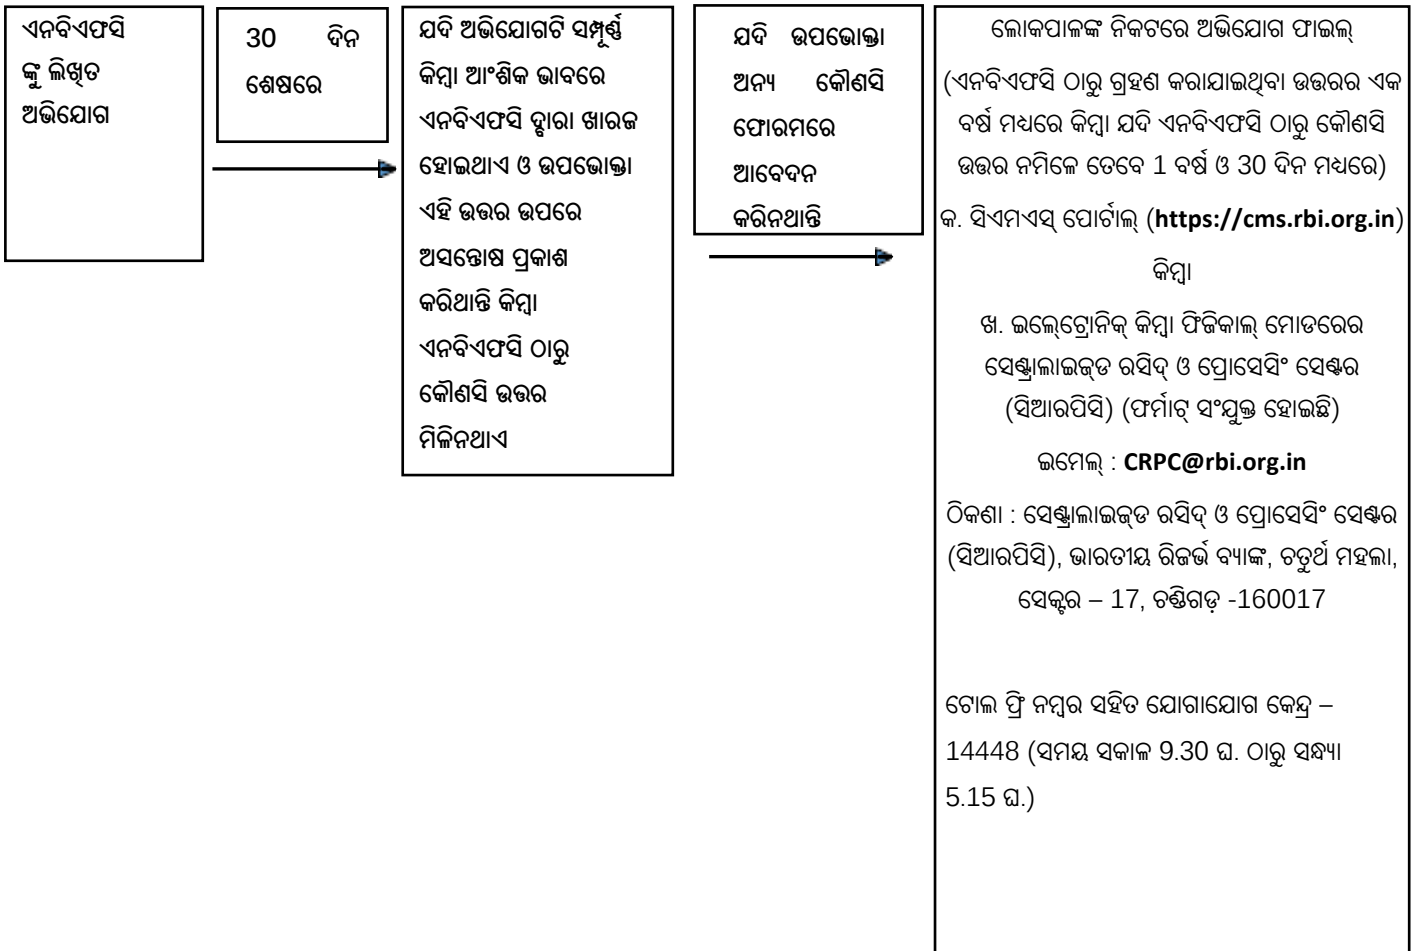 ଏନବିଏଫସି
ଙ୍କୁ ଲିଖିତ
ଅଭିଯୋଗ
30 ଦିନ
ଶେଷରେ
ଯଦି ଅଭିଯୋଗଟି ସମ୍ପୂର୍ଣ୍ଣ
କିମ୍ବା ଆଂଶିକ ଭାବରେ
ଏନବିଏଫସି ଦ୍ୱାରା ଖାରଜ
ହୋଇଥାଏ ଓ ଉପଭୋକ୍ତା
ଏହି ଉତ୍ତର ଉପରେ
ଅସନ୍ତୋଷ ପ୍ରକାଶ
କରିଥାନ୍ତି କିମ୍ବା
ଏନବିଏଫସି ଠାରୁ
କୌଣସି ଉତ୍ତର
ମିଳିନଥାଏ
ଯଦି ଉପଭୋକ୍ତା
ଅନ୍ୟ କୌଣସି
ଫୋରମରେ
ଆବେଦନ
କରିନଥାନ୍ତି
ଲୋକପାଳଙ୍କ ନିକଟରେ ଅଭିଯୋଗ ଫାଇଲ୍
(ଏନବିଏଫସି ଠାରୁ ଗ୍ରହଣ କରାଯାଇଥିବା ଉତ୍ତରର ଏକ
ବର୍ଷ ମଧ୍ୟରେ କିମ୍ବା ଯଦି ଏନବିଏଫସି ଠାରୁ କୌଣସି
ଉତ୍ତର ନମିଳେ ତେବେ 1 ବର୍ଷ ଓ 30 ଦିନ ମଧ୍ୟରେ)
କ. ସିଏମଏସ୍ ପୋର୍ଟାଲ୍ (https://cms.rbi.org.in)
କିମ୍ବା
ଖ. ଇଲେ୍ଟ୍ରୋନିକ୍ କିମ୍ବା ଫିଜିକାଲ୍ ମୋଡରେର
ସେଣ୍ଟ୍ରାଲାଇଜ୍‌ଡ ରସିଦ୍ ଓ ପ୍ରୋସେସିଂ ସେଣ୍ଟର
(ସିଆରପିସି) (ଫର୍ମାଟ୍ ସଂଯୁକ୍ତ ହୋଇଛି)
ଇମେଲ୍ : CRPC@rbi.org.in
ଠିକଣା : ସେଣ୍ଟ୍ରାଲାଇଜ୍‌ଡ ରସିଦ୍ ଓ ପ୍ରୋସେସିଂ ସେଣ୍ଟର
(ସିଆରପିସି), ଭାରତୀୟ ରିଜର୍ଭ ବ୍ୟାଙ୍କ, ଚତୁର୍ଥ ମହଲା,
ସେକ୍ଟର – 17, ଚଣ୍ଡିଗଡ଼ -160017
ଟୋଲ ଫ୍ରି ନମ୍ବର ସହିତ ଯୋଗାଯୋଗ କେନ୍ଦ୍ର –
14448 (ସମୟ ସକାଳ 9.30 ଘ. ଠାରୁ ସନ୍ଧ୍ୟା
5.15 ଘ.)